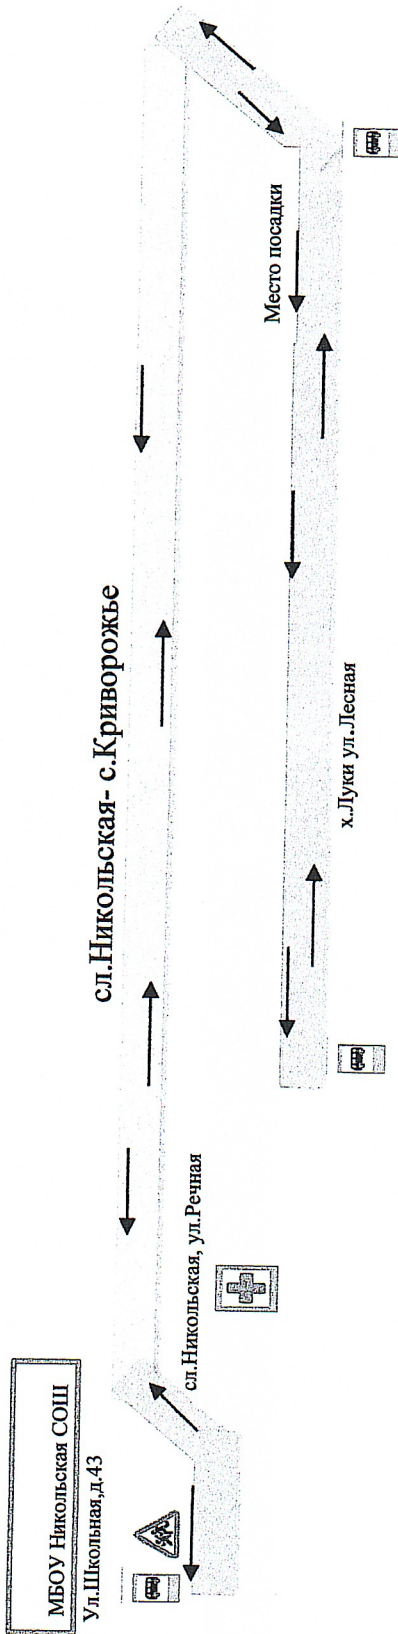 МБОУ Никольская СОШ
Ул.Школьная,д.43
сл.Никольская- с.Криворожье
сл.Никольская, ул.Речная
Место посадки
х.Луки ул.Лесная